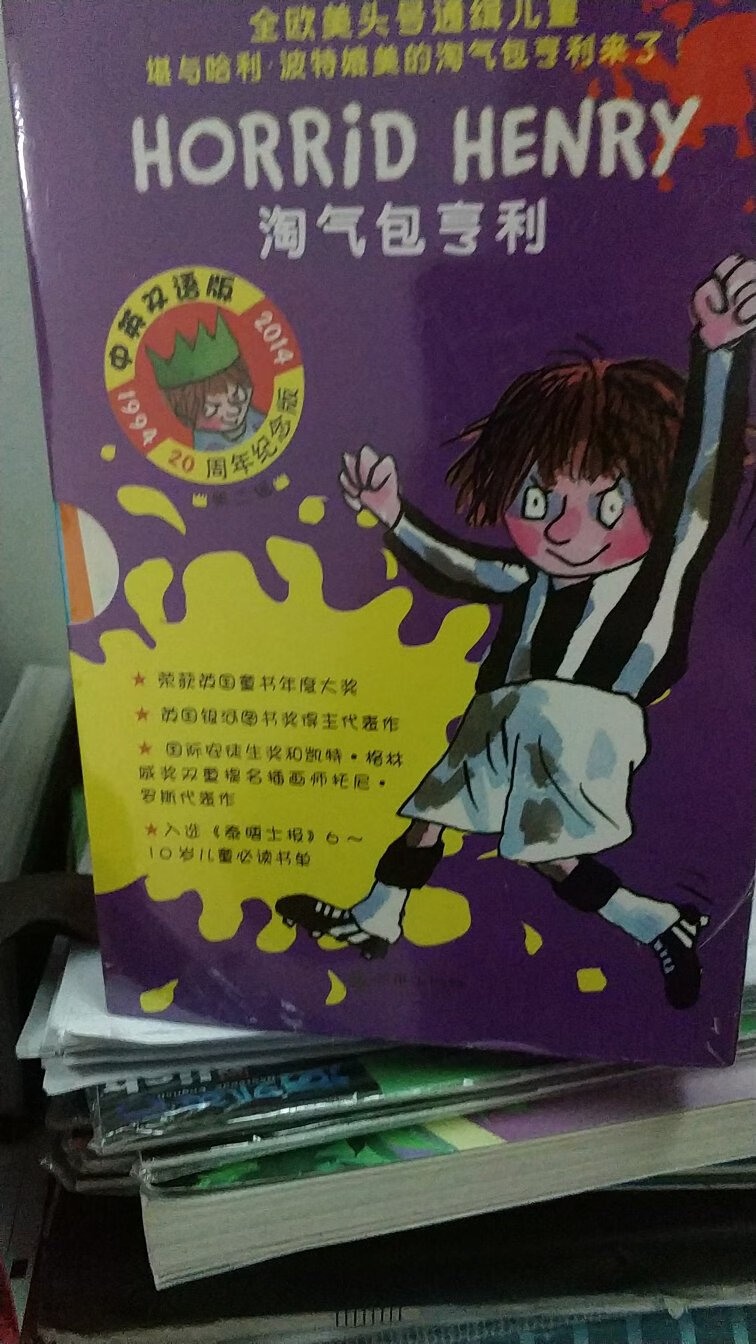 全欧美头号通缉儿童
堪与哈利·波特媲美的淘气包亨利来了！
HORRiD HENRY
淘气包亨利
中英双语版
1994
2014
20周年纪念版
★ 荣获英国童书年度大奖
★ 英国银河图书奖得主代表作
★ 国际安徒生奖和凯特·格林
威奖双重提名插画师托尼·
罗斯代表作
★入选《泰晤士报》6～
10岁儿童必读书单